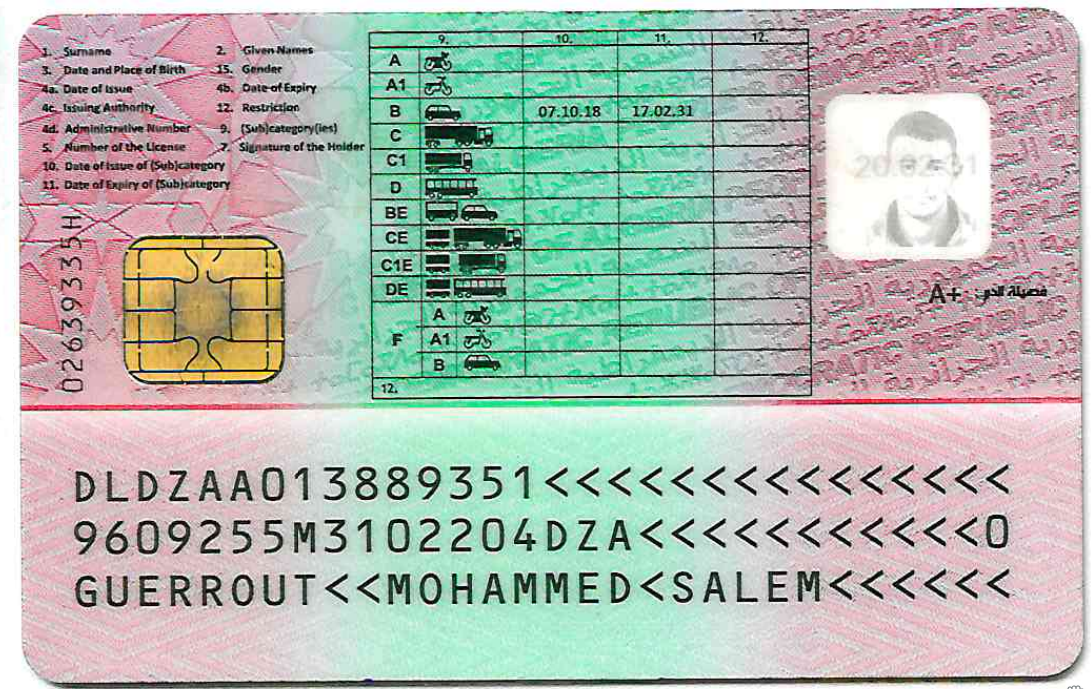 1. Surname 2. Given Names
3. Date and Place of Birth 15. Gender
4a. Date of Issue 4b. Date of Expiry
4c. Issuing Authority 12. Restriction
4d. Administrative Number 9. (Sub)category(ies)
5. Number of the License 7. Signature of the Holder
10. Date of Issue of (Sub)category
11. Date of Expiry of (Sub)category
026393335H
9. 10. 11. 12.
A
A1
B 07.10.18 17.02.31
C
C1
D
BE
CE
C1E
DE
F A
A1
B
12.
فصيلة الدم: A+
DLDZAA013889351<<<<<<<<<<<<<<<
9609255M3102204DZA<<<<<<<<<<<0
GUERROUT<<MOHAMMED<SALEM<<<<<<